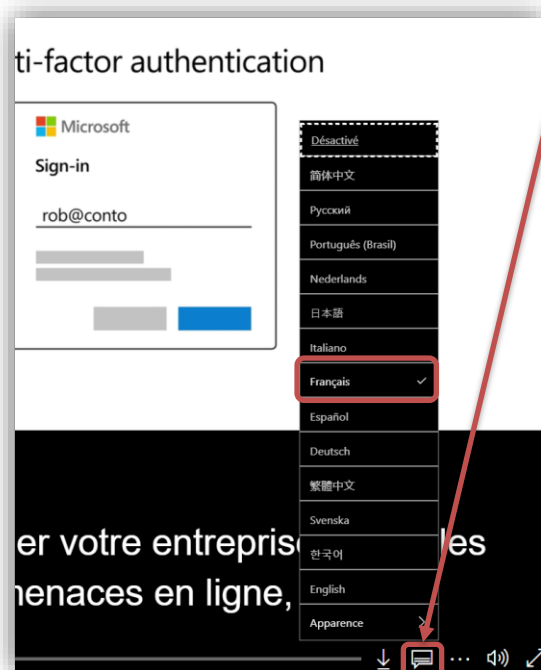 ti-factor authentication
Microsoft
Sign-in
rob@conto
Désactivé
简体中文
Русский
Português (Brasil)
Nederlands
日本語
Italiano
Français
Español
Deutsch
繁體中文
Svenska
한국어
English
Apparence
er votre entrepris les
enaces en ligne,